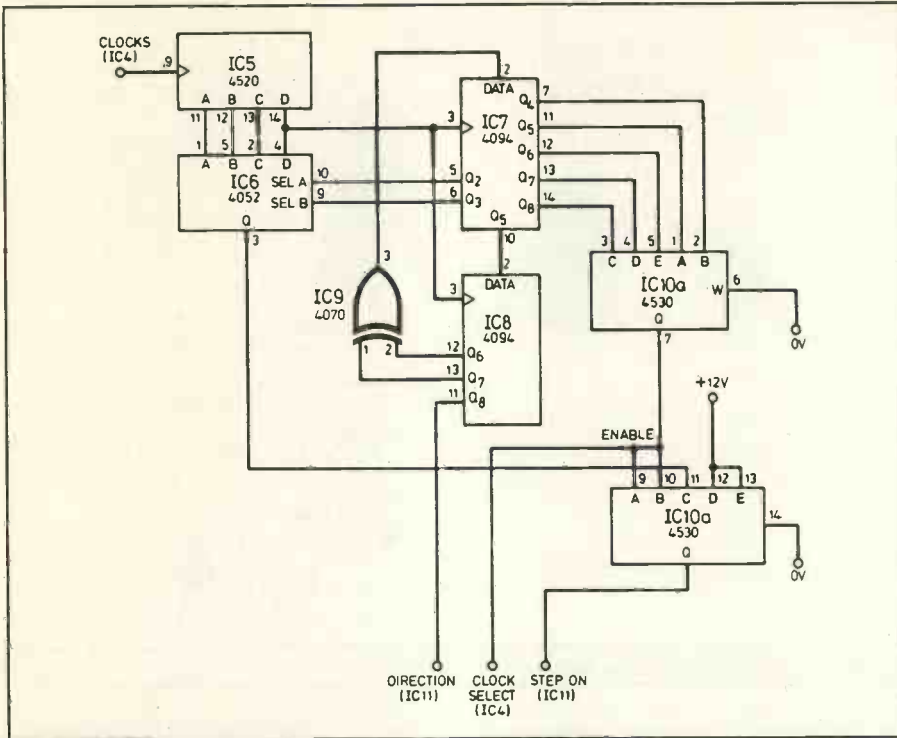 CLOCKS
(IC4)
.9
IC5
4520
A B C D
11 12 13 14
1 5 2 4
A B C D
IC6
4052
SEL A 10
SEL B 9
Q
3
2
DATA
3
IC7
4094
Q4 7
Q5 11
Q6 12
Q7 13
Q8 14
5 Q2
6 Q3
Q5
10
2
DATA
3
IC8
4094
12 Q6
13 Q7
11 Q8
3
IC9
4070
1 2
3 4 5 1 2
C D E A B
IC10a
4530
W 6
Q
7
0V
+12V
ENABLE
9 10 11 12 13
A B C D E
IC10a
4530
14
Q
0V
DIRECTION
(IC11)
CLOCK
SELECT
(IC4)
STEP ON
(IC11)